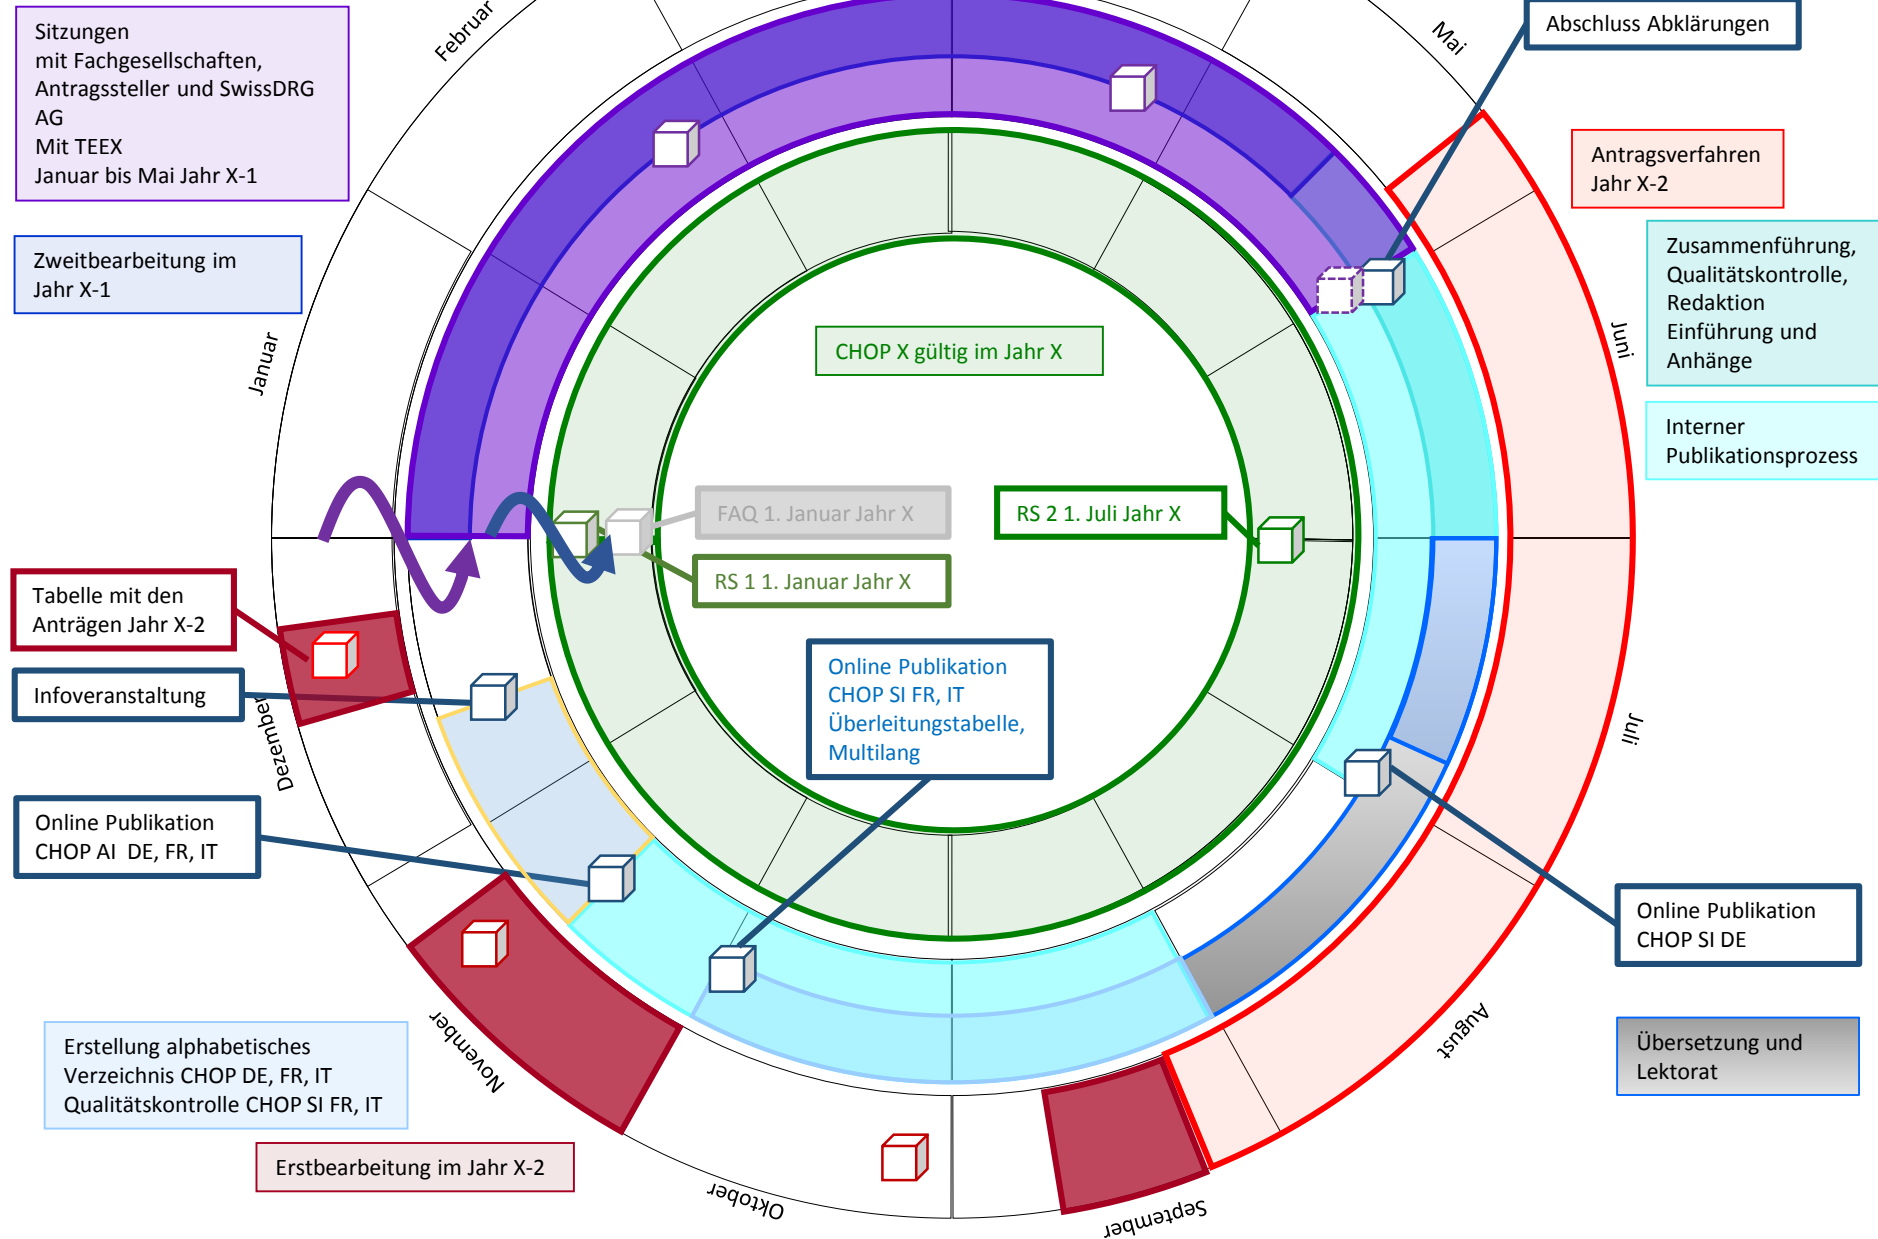 Sitzungen
mit Fachgesellschaften,
Antragssteller und SwissDRG
AG
Mit TEEX
Januar bis Mai Jahr X-1
Zweitbearbeitung im
Jahr X-1
Februar
Januar
Mai
Abschluss Abklärungen
Antragsverfahren
Jahr X-2
Zusammenführung,
Qualitätskontrolle,
Redaktion
Einführung und
Anhänge
Interner
Publikationsprozess
Juni
Juli
CHOP X gültig im Jahr X
FAQ 1. Januar Jahr X
RS 1 1. Januar Jahr X
RS 2 1. Juli Jahr X
Tabelle mit den
Anträgen Jahr X-2
Infoveranstaltung
Dezember
Online Publikation
CHOP SI FR, IT
Überleitungstabelle,
Multilang
Online Publikation
CHOP AI  DE, FR, IT
Online Publikation
CHOP SI DE
Übersetzung und
Lektorat
August
November
Erstellung alphabetisches
Verzeichnis CHOP DE, FR, IT
Qualitätskontrolle CHOP SI FR, IT
Erstbearbeitung im Jahr X-2
Oktober
September